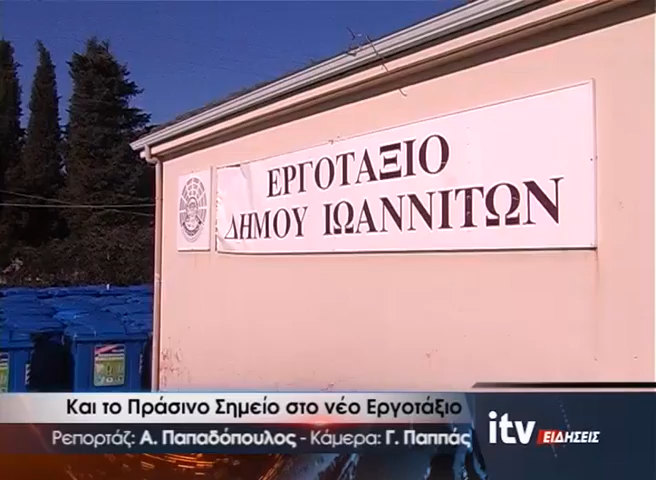 ΕΡΓΟΤΑΞΙΟ
ΔΗΜΟΥ ΙΩΑΝΝΙΤΩΝ
Και το Πράσινο Σημείο στο νέο Εργοτάξιο
Ρεπορτάζ: Α. Παπαδόπουλος - Κάμερα: Γ. Παππάς
itv ΕΙΔΗΣΕΙΣ